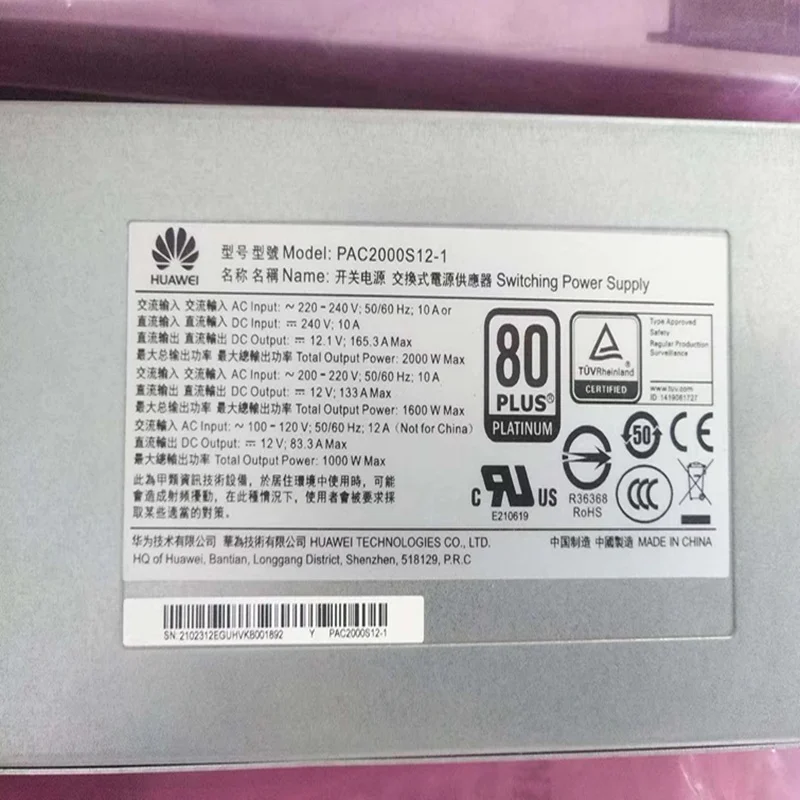 HUAWEI
型号 型號 Model: PAC2000S12-1
名称 名稱 Name: 开关电源 交換式電源供應器 Switching Power Supply
交流输入 交流輸入 AC Input: ~ 220-240 V; 50/60 Hz; 10 A or
直流输入 直流輸入 DC Input: ⎓ 240 V; 10 A
直流输出 直流輸出 DC Output: ⎓ 12.1 V; 165.3 A Max
最大总输出功率 最大總輸出功率 Total Output Power: 2000 W Max
交流输入 交流輸入 AC Input: ~ 200-220 V; 50/60 Hz; 10 A
直流输出 直流輸出 DC Output: ⎓ 12 V; 133 A Max
最大总输出功率 最大總輸出功率 Total Output Power: 1600 W Max
交流輸入 AC Input: ~ 100-120 V; 50/60 Hz; 12 A (Not for China)
直流輸出 DC Output: ⎓ 12 V; 83.3 A Max
最大總輸出功率 Total Output Power: 1000 W Max
此為甲類資訊技術設備，於居住環境中使用時，可能
會造成射頻擾動，在此種情況下，使用者會被要求採
取某些適當的對策。
80
PLUS®
PLATINUM
TÜVRheinland
CERTIFIED
Type Approved
Safety
Regular Production
Surveillance
www.tuv.com
ID 1419061727
50
CE
c RU US
E210619
R36368
RoHS
CCC
华为技术有限公司 華為技術有限公司 HUAWEI TECHNOLOGIES CO., LTD.
中国制造 中國製造 MADE IN CHINA
HQ of Huawei, Bantian, Longgang District, Shenzhen, 518129, P.R.C
SN: 2102312EGUHVKB001892 Y PAC2000S12-1